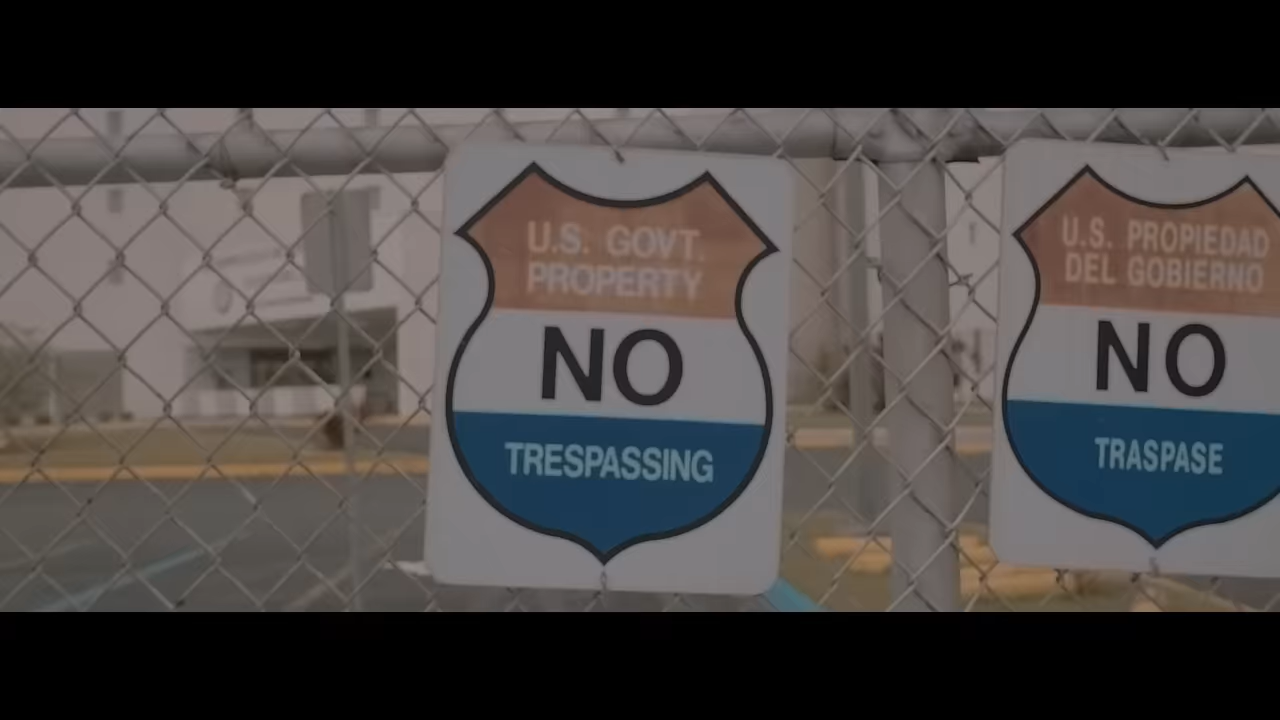 U.S. GOVT.
PROPERTY
NO
TRESPASSING
U.S. PROPIEDAD
DEL GOBIERNO
NO
TRASPASE